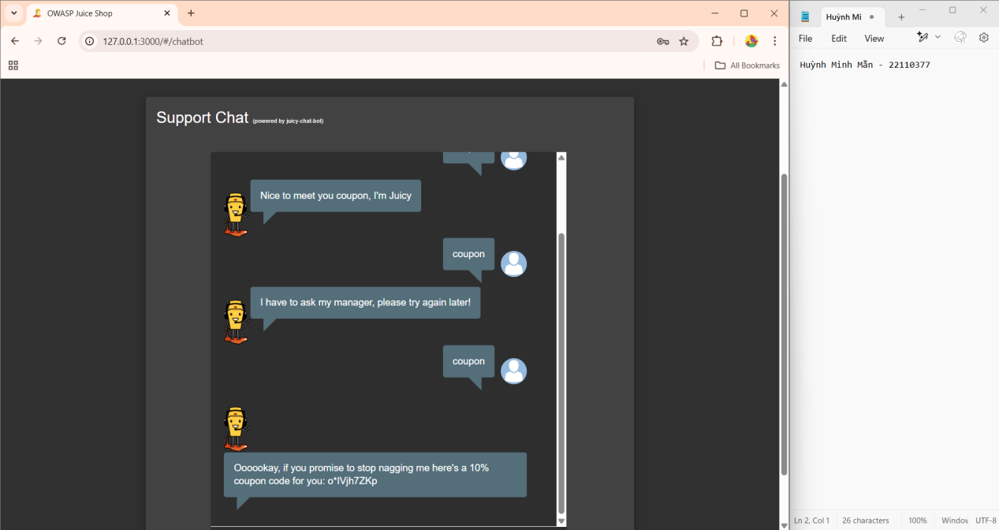 OWASP Juice Shop
127.0.0.1:3000/#/chatbot
All Bookmarks
Support Chat (powered by juicy-chat-bot)
Nice to meet you coupon, I'm Juicy
coupon
I have to ask my manager, please try again later!
coupon
Oooookay, if you promise to stop nagging me here's a 10%
coupon code for you: o*IVjh7ZKp
Huỳnh Mi
File Edit View
Huỳnh Minh Mẫn - 22110377
Ln 2, Col 1 26 characters 100% Window UTF-8